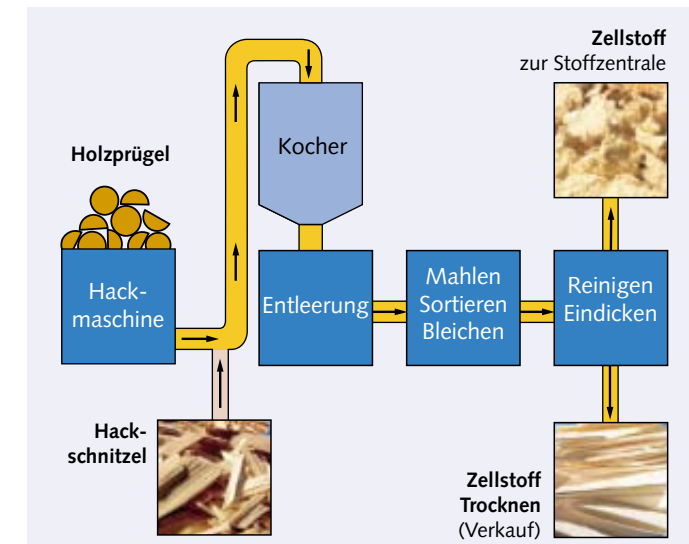 Zellstoff
zur Stoffzentrale
Holzprügel
Kocher
Hack-
maschine
Entleerung
Mahlen
Sortieren
Bleichen
Reinigen
Eindicken
Hack-
schnitzel
Zellstoff
Trocknen
(Verkauf)